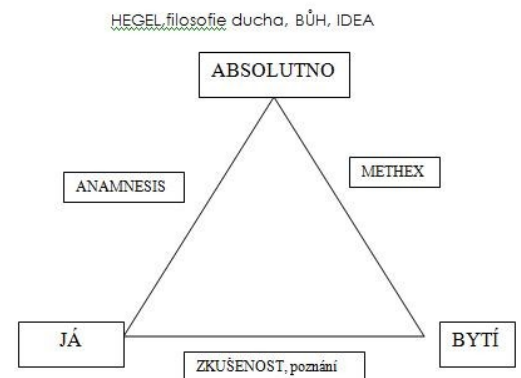 HEGEL,filosofie ducha, BŮH, IDEA
ABSOLUTNO
ANAMNESIS
METHEX
JÁ
BYTÍ
ZKUŠENOST, poznání